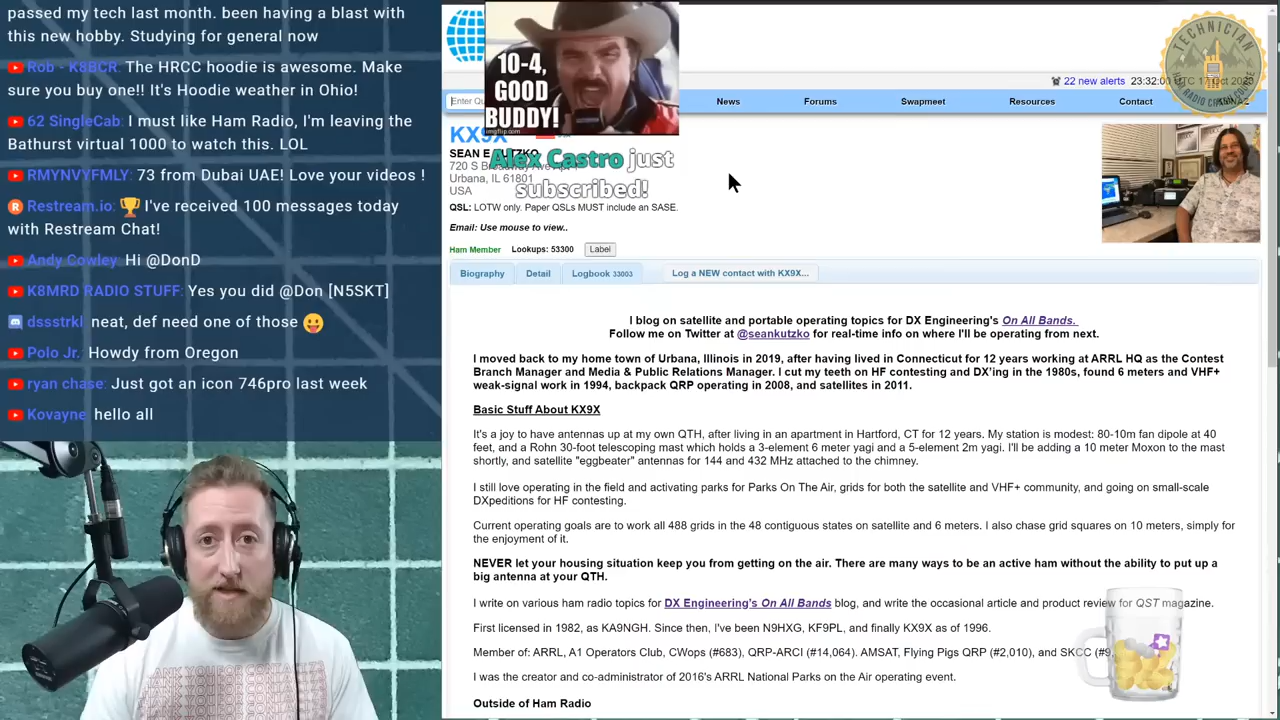 passed my tech last month. been having a blast with
this new hobby. Studying for general now
Rob - K8BCR: The HRCC hoodie is awesome. Make
sure you buy one!! It's Hoodie weather in Ohio!
62 SingleCab: I must like Ham Radio, I'm leaving the
Bathurst virtual 1000 to watch this. LOL
RMYNVYFMLY: 73 from Dubai UAE! Love your videos !
Restream.io: 🏆 I've received 100 messages today
with Restream Chat!
Andy Cowley: Hi @DonD
K8MRD RADIO STUFF: Yes you did @Don [N5SKT]
dssstrkl: neat, def need one of those 😛
Polo Jr.: Howdy from Oregon
ryan chase: Just got an icon 746pro last week
Kovayne: hello all
10-4,
GOOD
BUDDY!
imgflip.com
Alex Castro just
subscribed!
TECHNICIAN
22 new alerts 23:32:0
Enter Qu
News Forums Swapmeet Resources Contact
KX9X
SEAN E KUTZKO
720 S
Urbana, IL 61801
USA
QSL: LOTW only. Paper QSLs MUST include an SASE.
Email: Use mouse to view..
Ham Member Lookups: 53300 Label
Biography Detail Logbook 33003 Log a NEW contact with KX9X...
I blog on satellite and portable operating topics for DX Engineering's On All Bands.
Follow me on Twitter at @seankutzko for real-time info on where I'll be operating from next.
I moved back to my home town of Urbana, Illinois in 2019, after having lived in Connecticut for 12 years working at ARRL HQ as the Contest
Branch Manager and Media & Public Relations Manager. I cut my teeth on HF contesting and DX'ing in the 1980s, found 6 meters and VHF+
weak-signal work in 1994, backpack QRP operating in 2008, and satellites in 2011.
Basic Stuff About KX9X
It's a joy to have antennas up at my own QTH, after living in an apartment in Hartford, CT for 12 years. My station is modest: 80-10m fan dipole at 40
feet, and a Rohn 30-foot telescoping mast which holds a 3-element 6 meter yagi and a 5-element 2m yagi. I'll be adding a 10 meter Moxon to the mast
shortly, and satellite "eggbeater" antennas for 144 and 432 MHz attached to the chimney.
I still love operating in the field and activating parks for Parks On The Air, grids for both the satellite and VHF+ community, and going on small-scale
DXpeditions for HF contesting.
Current operating goals are to work all 488 grids in the 48 contiguous states on satellite and 6 meters. I also chase grid squares on 10 meters, simply for
the enjoyment of it.
NEVER let your housing situation keep you from getting on the air. There are many ways to be an active ham without the ability to put up a
big antenna at your QTH.
I write on various ham radio topics for DX Engineering's On All Bands blog, and write the occasional article and product review for QST magazine.
First licensed in 1982, as KA9NGH. Since then, I've been N9HXG, KF9PL, and finally KX9X as of 1996.
Member of: ARRL, A1 Operators Club, CWops (#683), QRP-ARCI (#14,064). AMSAT, Flying Pigs QRP (#2,010), and SKCC (#9,
I was the creator and co-administrator of 2016's ARRL National Parks on the Air operating event.
Outside of Ham Radio